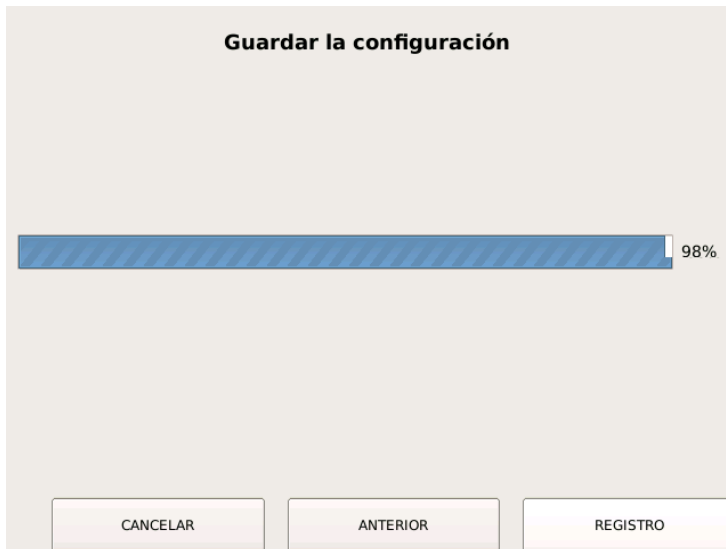 Guardar la configuración
98%
CANCELAR
ANTERIOR
REGISTRO